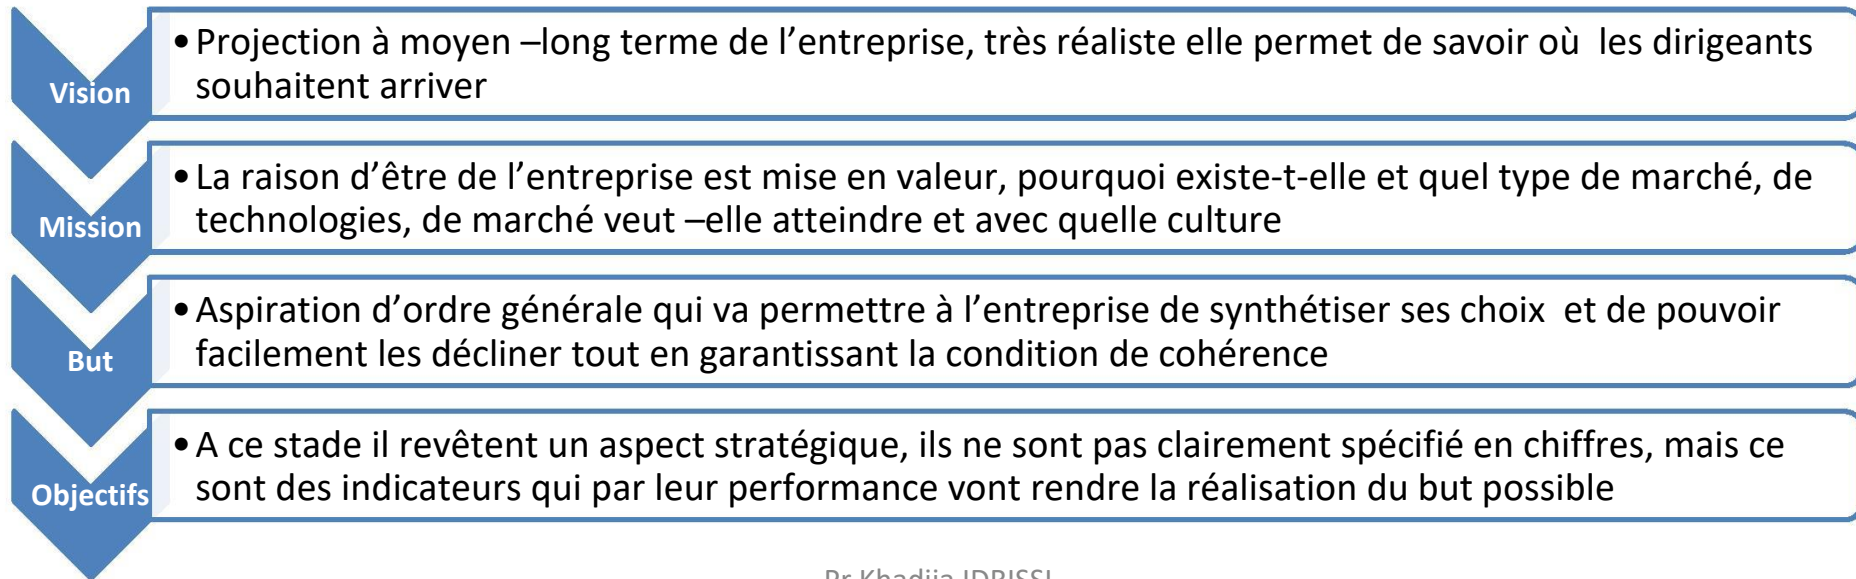 Vision
•Projection à moyen –long terme de l’entreprise, très réaliste elle permet de savoir où les dirigeants
souhaitent arriver
Mission
•La raison d’être de l’entreprise est mise en valeur, pourquoi existe-t-elle et quel type de marché, de
technologies, de marché veut –elle atteindre et avec quelle culture
But
•Aspiration d’ordre générale qui va permettre à l’entreprise de synthétiser ses choix et de pouvoir
facilement les décliner tout en garantissant la condition de cohérence
Objectifs
•A ce stade il revêtent un aspect stratégique, ils ne sont pas clairement spécifié en chiffres, mais ce
sont des indicateurs qui par leur performance vont rendre la réalisation du but possible
Pr Khadija IDRISSI